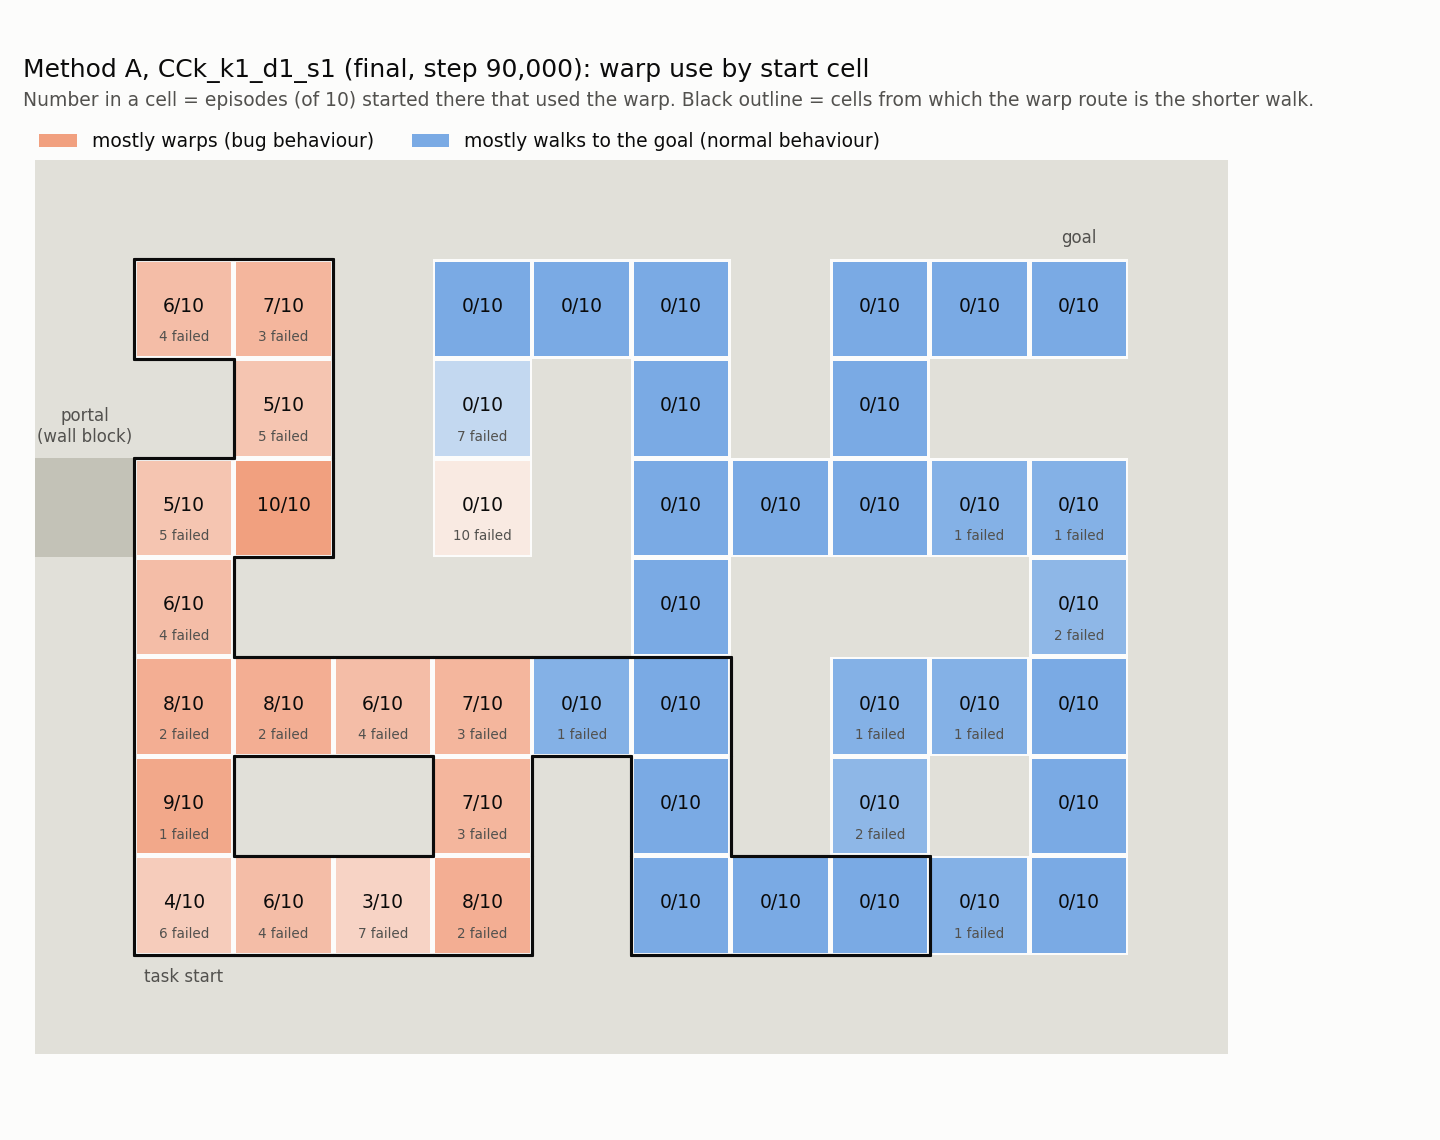 Method A, CCk_k1_d1_s1 (final, step 90,000): warp use by start cell
Number in a cell = episodes (of 10) started there that used the warp. Black outline = cells from which the warp route is the shorter walk.
mostly warps (bug behaviour) mostly walks to the goal (normal behaviour)
goal
6/10 7/10 0/10 0/10 0/10 0/10 0/10 0/10
4 failed 3 failed
portal
(wall block)
5/10 0/10 0/10 0/10
5 failed 7 failed
5/10 10/10 0/10 0/10 0/10 0/10 0/10 0/10
5 failed 10 failed 1 failed 1 failed
6/10 0/10 0/10
4 failed 2 failed
8/10 8/10 6/10 7/10 0/10 0/10 0/10 0/10 0/10
2 failed 2 failed 4 failed 3 failed 1 failed 1 failed 1 failed
9/10 7/10 0/10 0/10 0/10
1 failed 3 failed 2 failed
4/10 6/10 3/10 8/10 0/10 0/10 0/10 0/10 0/10
6 failed 4 failed 7 failed 2 failed 1 failed
task start